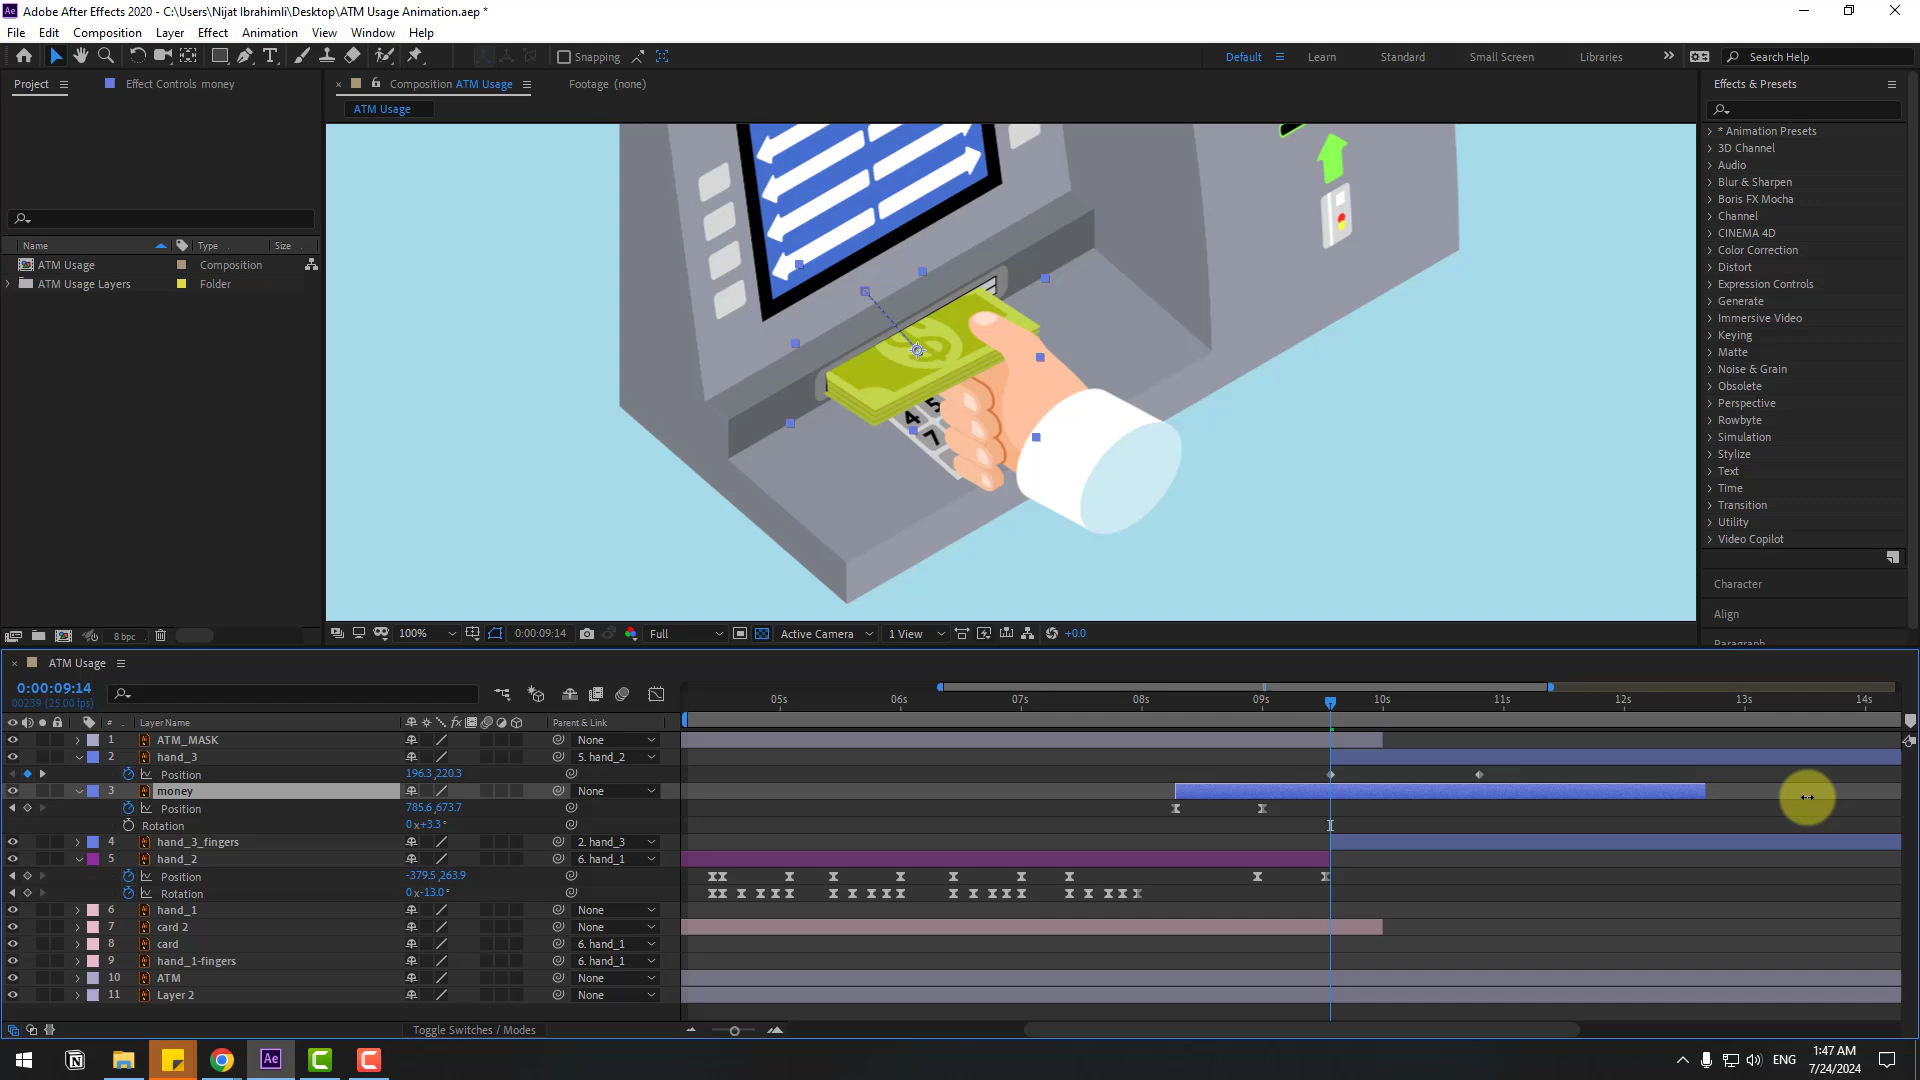 Adobe After Effects 2020 - C:\Users\Nijat Ibrahimli\Desktop\ATM Usage Animation.aep *
File Edit Composition Layer Effect Animation View Window Help
Snapping Default Learn Standard Small Screen Libraries Search Help
Project Effect Controls money
Composition ATM Usage Footage (none)
Effects & Presets
ATM Usage
* Animation Presets
3D Channel
Audio
Blur & Sharpen
Boris FX Mocha
Channel
CINEMA 4D
Color Correction
Distort
Expression Controls
Generate
Immersive Video
Keying
Matte
Noise & Grain
Obsolete
Perspective
Rowbyte
Simulation
Stylize
Text
Time
Transition
Utility
Video Copilot
Character
Align
Paragraph
Name Type Size
ATM Usage Composition
ATM Usage Layers Folder
4 5
7
8 bpc
100% 0:00:09:14 Full Active Camera 1 View +0.0
ATM Usage
0:00:09:14
00239 (25.00 fps)
05s 06s 07s 08s 09s 10s 11s 12s 13s 14s
# Layer Name Parent & Link
1 ATM_MASK None
2 hand_3 5. hand_2
Position 196.3,220.3
3 money None
Position 785.6,673.7
Rotation 0x+3.3°
4 hand_3_fingers 2. hand_3
5 hand_2 6. hand_1
Position -379.5,263.9
Rotation 0x-13.0°
6 hand_1 None
7 card 2 None
8 card 6. hand_1
9 hand_1-fingers 6. hand_1
10 ATM None
11 Layer 2 None
Toggle Switches / Modes
ENG
1:47 AM
7/24/2024